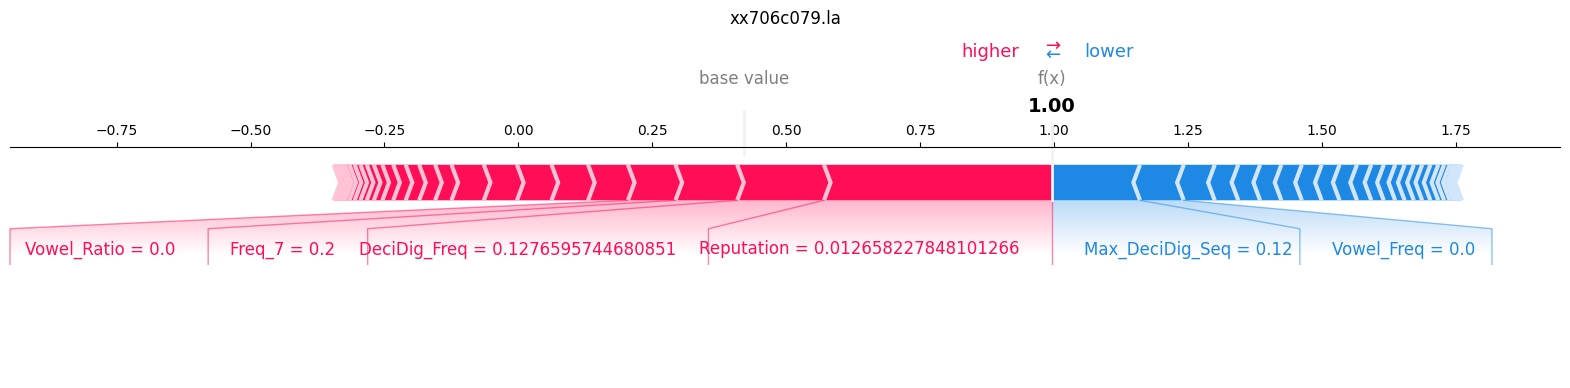 xx706c079.la
higher → ← lower
base value f(x)
1.00
−0.75 −0.50 −0.25 0.00 0.25 0.50 0.75 1.00 1.25 1.50 1.75
Vowel_Ratio = 0.0 Freq_7 = 0.2 DeciDig_Freq = 0.1276595744680851 Reputation = 0.012658227848101266 Max_DeciDig_Seq = 0.12 Vowel_Freq = 0.0